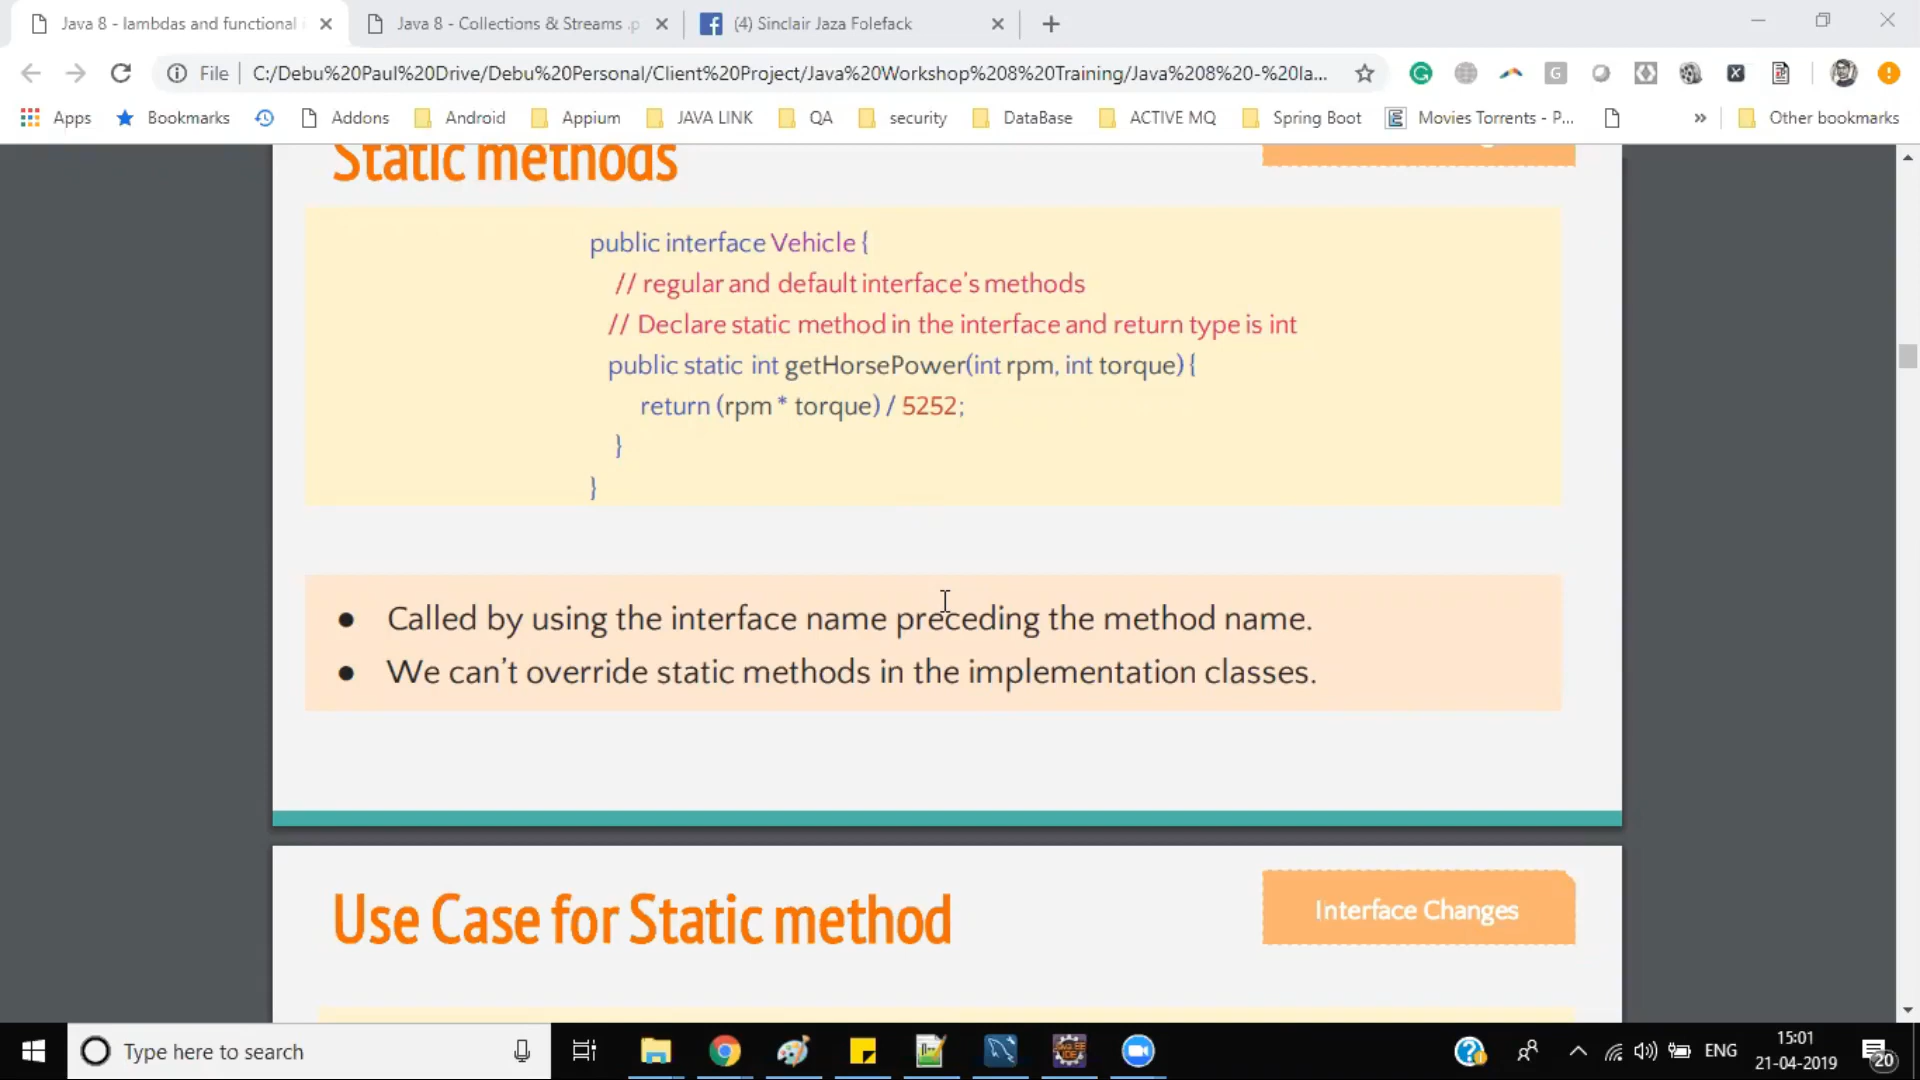 Java 8 - lambdas and functional i
Java 8 - Collections & Streams .p
(4) Sinclair Jaza Folefack
File
C:/Debu%20Paul%20Drive/Debu%20Personal/Client%20Project/Java%20Workshop%208%20Training/Java%208%20-%20la...
Apps
Bookmarks
Addons
Android
Appium
JAVA LINK
QA
security
DataBase
ACTIVE MQ
Spring Boot
Movies Torrents - P...
»
Other bookmarks
Static methods
public interface Vehicle {
// regular and default interface's methods
// Declare static method in the interface and return type is int
public static int getHorsePower(int rpm, int torque) {
return (rpm * torque) / 5252;
}
}
● Called by using the interface name preceding the method name.
● We can't override static methods in the implementation classes.
Use Case for Static method
Interface Changes
Type here to search
ENG
15:01
21-04-2019
20